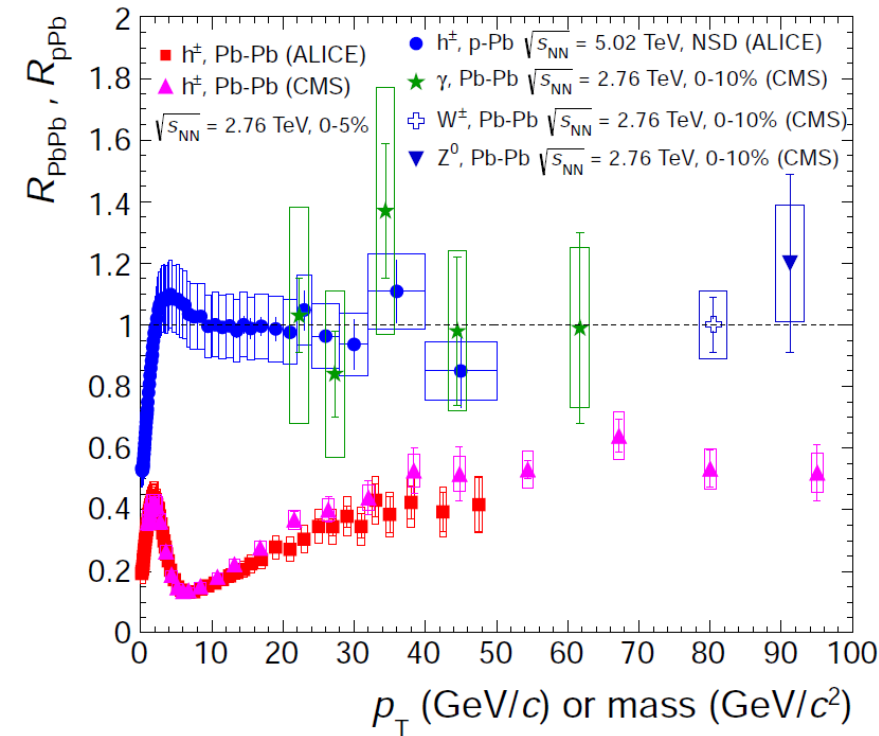 R_PbPb , R_pPb
2
1.8
1.6
1.4
1.2
1
0.8
0.6
0.4
0.2
0
h±, Pb-Pb (ALICE)
h±, Pb-Pb (CMS)
√s_NN = 2.76 TeV, 0-5%
h±, p-Pb √s_NN = 5.02 TeV, NSD (ALICE)
γ, Pb-Pb √s_NN = 2.76 TeV, 0-10% (CMS)
W±, Pb-Pb √s_NN = 2.76 TeV, 0-10% (CMS)
Z⁰, Pb-Pb √s_NN = 2.76 TeV, 0-10% (CMS)
0 10 20 30 40 50 60 70 80 90 100
p_T (GeV/c) or mass (GeV/c²)